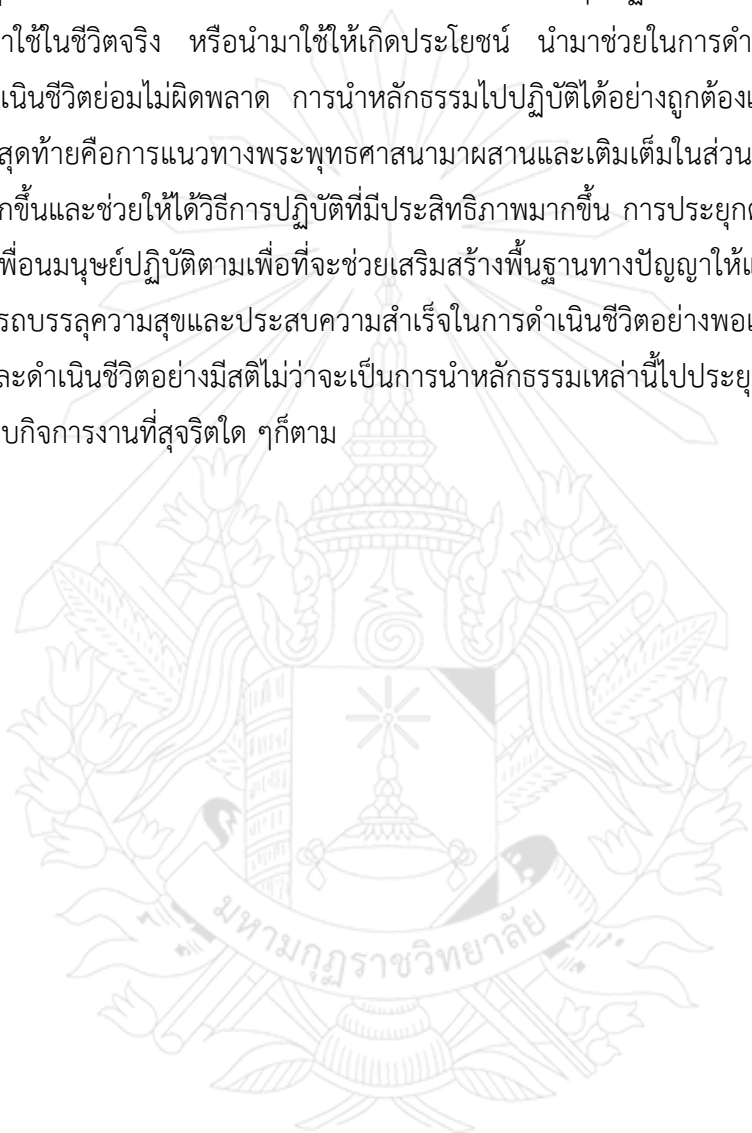 าใช้ในชีวิตจริง หรือนำมาใช้ให้เกิดประโยชน์ นำมาช่วยในการดำ
เนินชีวิตย่อมไม่ผิดพลาด การนำหลักธรรมไปปฏิบัติได้อย่างถูกต้อง
สุดท้ายคือการแนวทางพระพุทธศาสนามาผสานและเติมเต็มในส่วน
กขึ้นและช่วยให้ได้วิธีการปฏิบัติที่มีประสิทธิภาพมากขึ้น การประยุก
พื่อนมนุษย์ปฏิบัติตามเพื่อที่จะช่วยเสริมสร้างพื้นฐานทางปัญญาให้แ
รถบรรลุความสุขและประสบความสำเร็จในการดำเนินชีวิตอย่างพอ
ละดำเนินชีวิตอย่างมีสติไม่ว่าจะเป็นการนำหลักธรรมเหล่านี้ไปประยุ
บกิจการงานที่สุจริตใด ๆก็ตาม
มหามกุฏราชวิทยาลัย